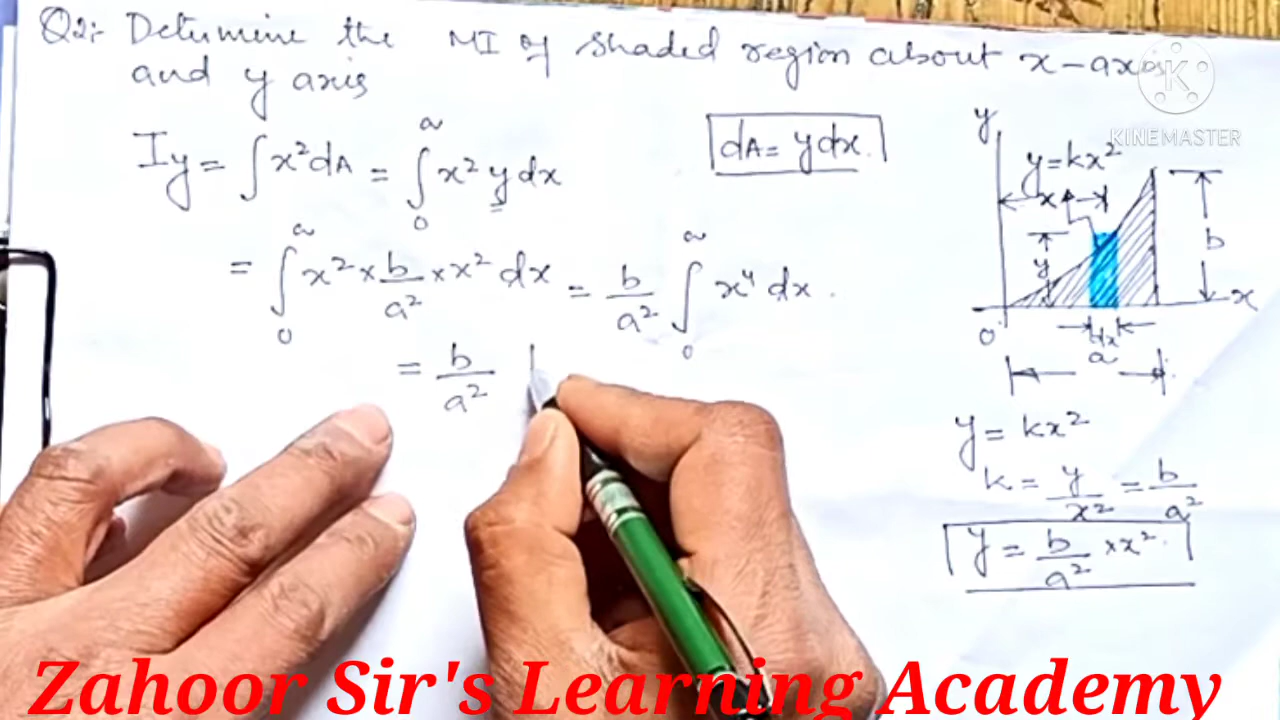 Q2:- Determine the MI of shaded region about x-axis
and y axis
Iy = ∫x²dA = ∫₀ᵃ x² y dx
dA = ydx.
= ∫₀ᵃ x² × b/a² × x² dx = b/a² ∫₀ᵃ x⁴ dx.
= b/a²
KINEMASTER
y
y=kx²
x
y
b
x
0
dx
a
y = kx²
k = y/x² = b/a²
y = b/a² × x²
Zahoor Sir's Learning Academy